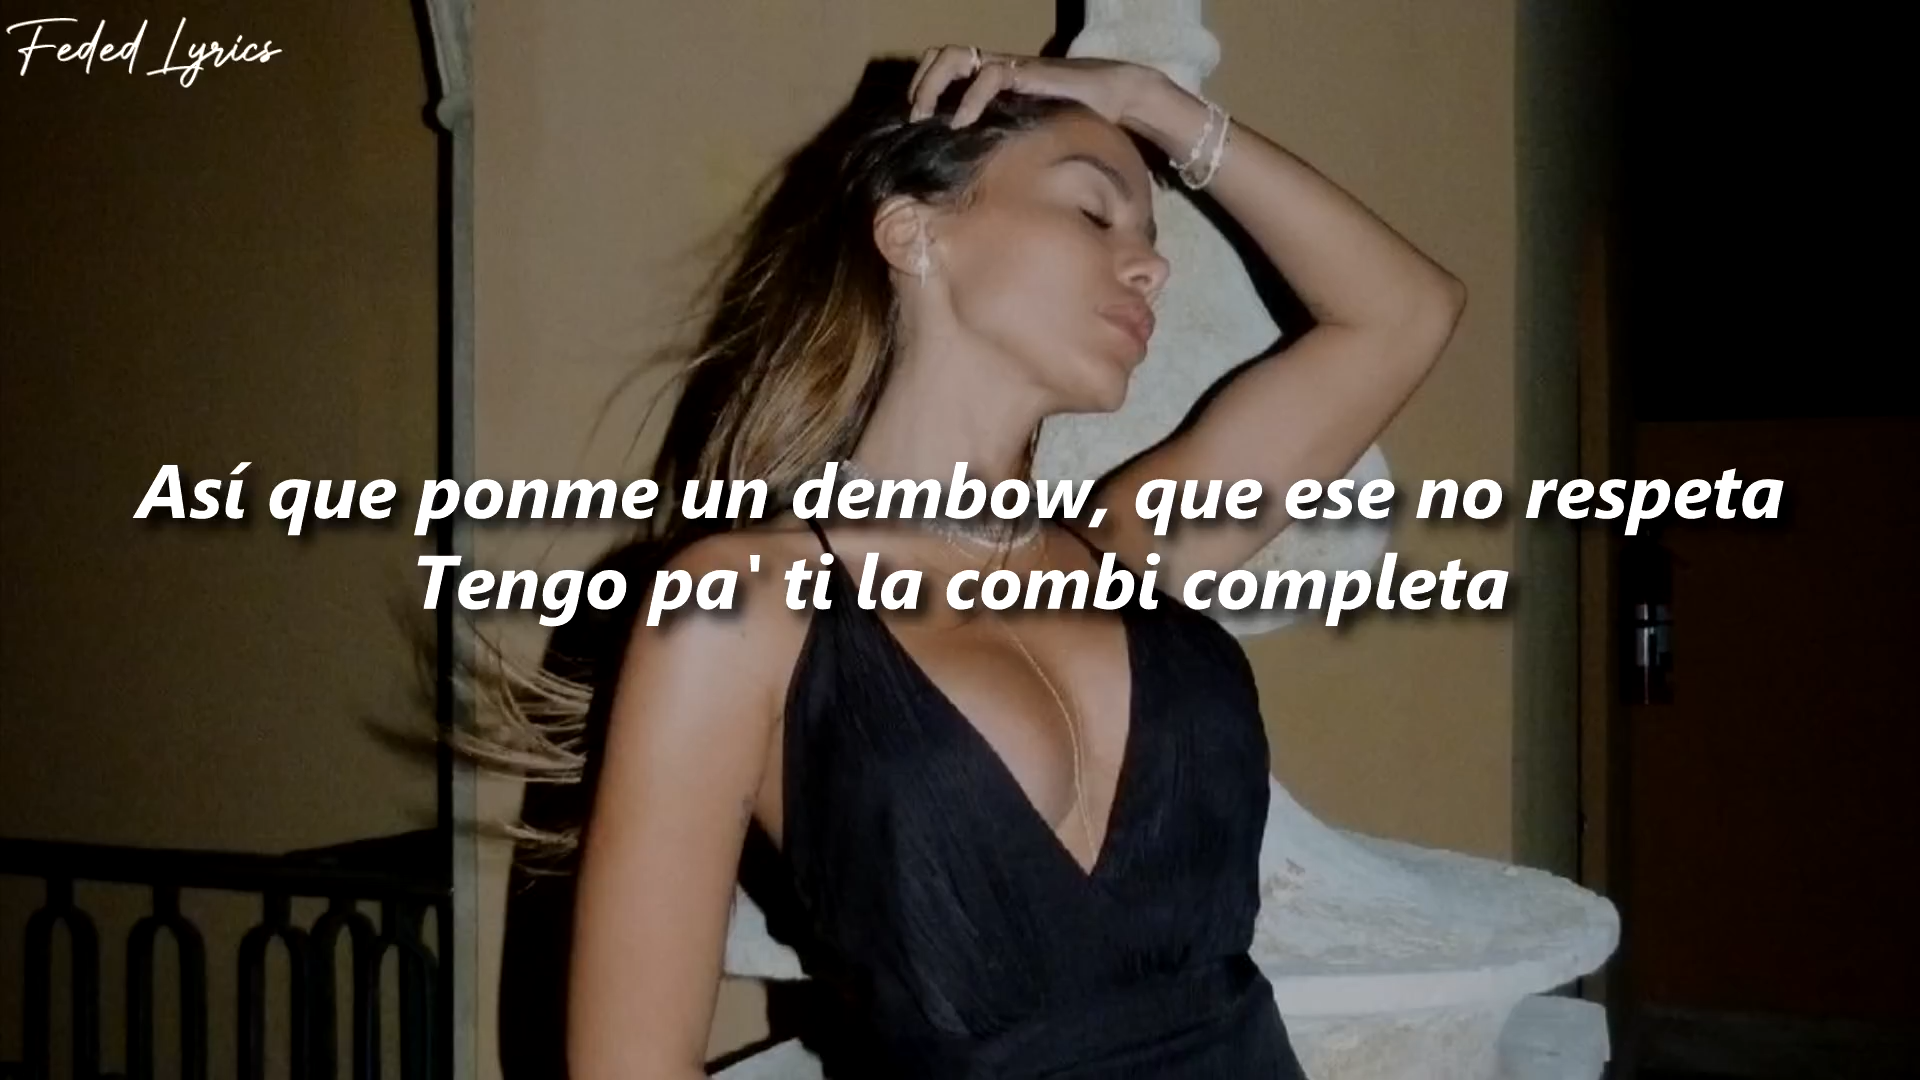 Feded Lyrics
Así que ponme un dembow, que ese no respeta
Tengo pa' ti la combi completa